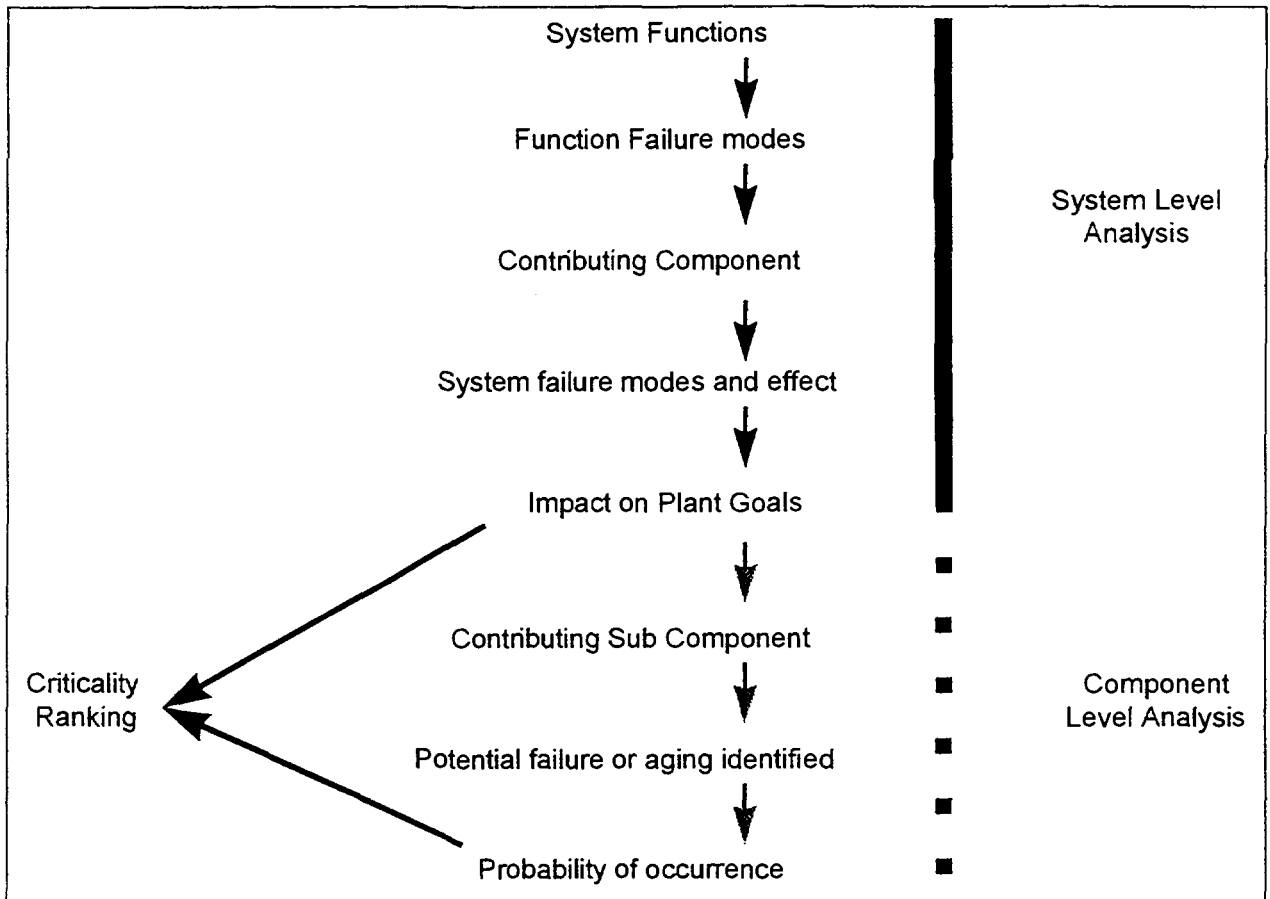 System Functions
Function Failure modes
System Level
Analysis
Contributing Component
System failure modes and effect
Impact on Plant Goals
Contributing Sub Component
Criticality
Ranking
Component
Level Analysis
Potential failure or aging identified
Probability of occurrence